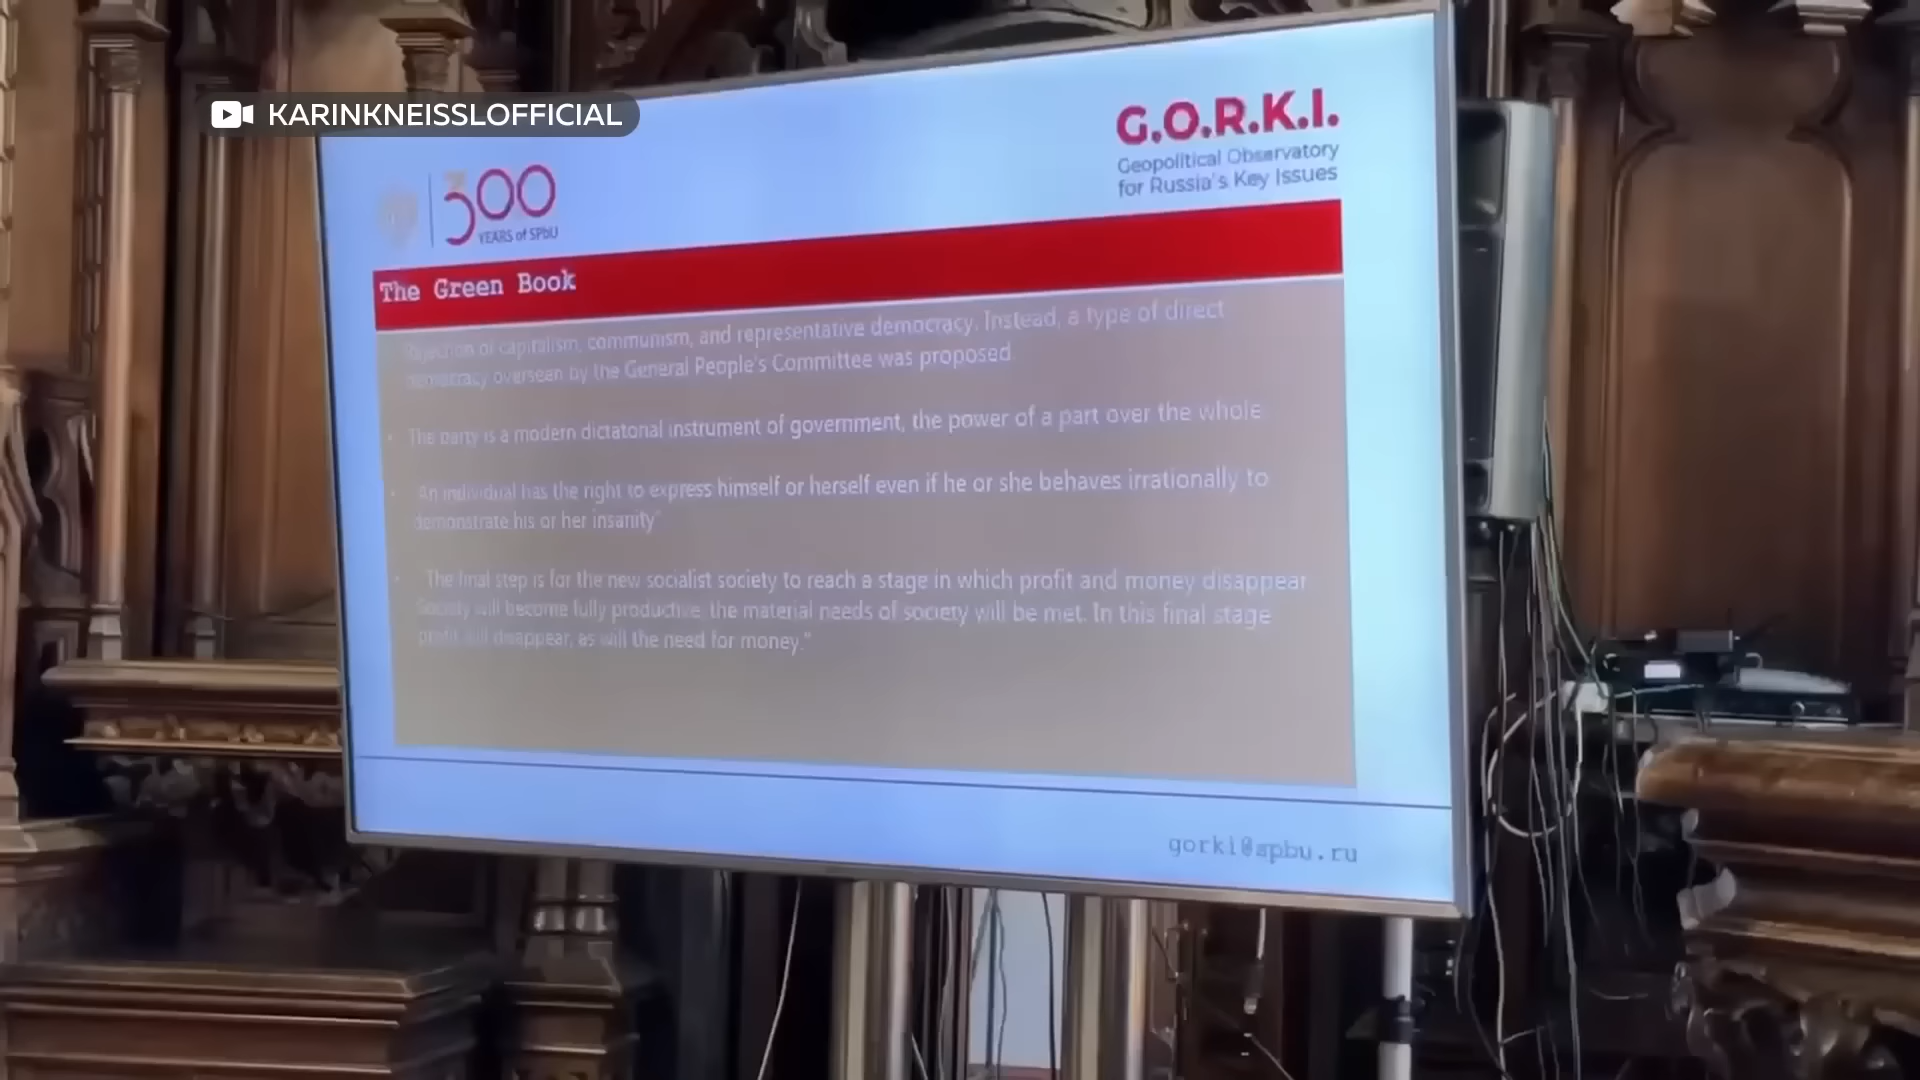 KARINKNEISSLOFFICIAL
G.O.R.K.I.
Geopolitical Observatory
for Russia's Key Issues
300
YEARS of SPbU
The Green Book
rejection of capitalism, communism, and representative democracy. Instead, a type of direct
democracy overseen by the General People's Committee was proposed
• The party is a modern dictatorial instrument of government, the power of a part over the whole
• "An individual has the right to express himself or herself even if he or she behaves irrationally to
demonstrate his or her insanity"
• "The final step is for the new socialist society to reach a stage in which profit and money disappear
Society will become fully productive, the material needs of society will be met. In this final stage
profit will disappear, as will the need for money."
gorki@spbu.ru